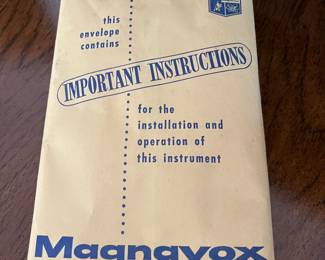 this
envelope
contains
IMPORTANT INSTRUCTIONS
for the
installation and
operation of
this instrument
Magnavox